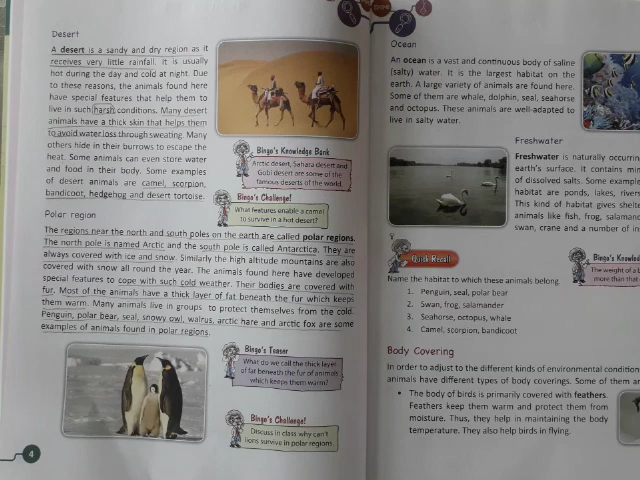 Desert
A desert is a sandy and dry region as it
receives very little rainfall. It is usually
hot during the day and cold at night. Due
to these reasons, the animals found here
have special features that help them to
live in such harsh conditions. Many desert
animals have a thick skin that helps them
to avoid water loss through sweating. Many
others hide in their burrows to escape the
heat. Some animals can even store water
and food in their body. Some examples
of desert animals are camel, scorpion,
bandicoot, hedgehog and desert tortoise.
Bingo's Knowledge Bank
Arctic desert, Sahara desert and
Gobi desert are some of the
famous deserts of the world.
Bingo's Challenge!
What features enable a camel
to survive in a hot desert?
Polar region
The regions near the north and south poles on the earth are called polar regions.
The north pole is named Arctic and the south pole is called Antarctica. They are
always covered with ice and snow. Similarly the high altitude mountains are also
covered with snow all round the year. The animals found here have developed
special features to cope with such cold weather. Their bodies are covered with
fur. Most of the animals have a thick layer of fat beneath the fur which keeps
them warm. Many animals live in groups to protect themselves from the cold.
Penguin, polar bear, seal, snowy owl, walrus, arctic hare and arctic fox are some
examples of animals found in polar regions.
Bingo's Teaser
What do we call the thick layer
of fat beneath the fur of animals
which keeps them warm?
Bingo's Challenge!
Discuss in class why can't
lions survive in polar regions.
4
Ocean
An ocean is a vast and continuous body of saline
(salty) water. It is the largest habitat on the
earth. A large variety of animals are found here.
Some of them are whale, dolphin, seal, seahorse
and octopus. These animals are well-adapted to
live in salty water.
Freshwater
Freshwater is naturally occurring
earth's surface. It contains
of dissolved salts. Some
habitat are ponds, lakes,
This kind of habitat gives
animals like fish, frog,
swan, crane and a number of
Quick Recall
Bingo's
The weight of a
more than that
Name the habitat to which these animals belong.
1. Penguin, seal, polar bear
2. Swan, frog, salamander
3. Seahorse, octopus, whale
4. Camel, scorpion, bandicoot
Body Covering
In order to adjust to the different kinds of environmental
animals have different types of body coverings. Some of them
• The body of birds is primarily covered with feathers.
Feathers keep them warm and protect them from
moisture. Thus, they help in maintaining the body
temperature. They also help birds in flying.